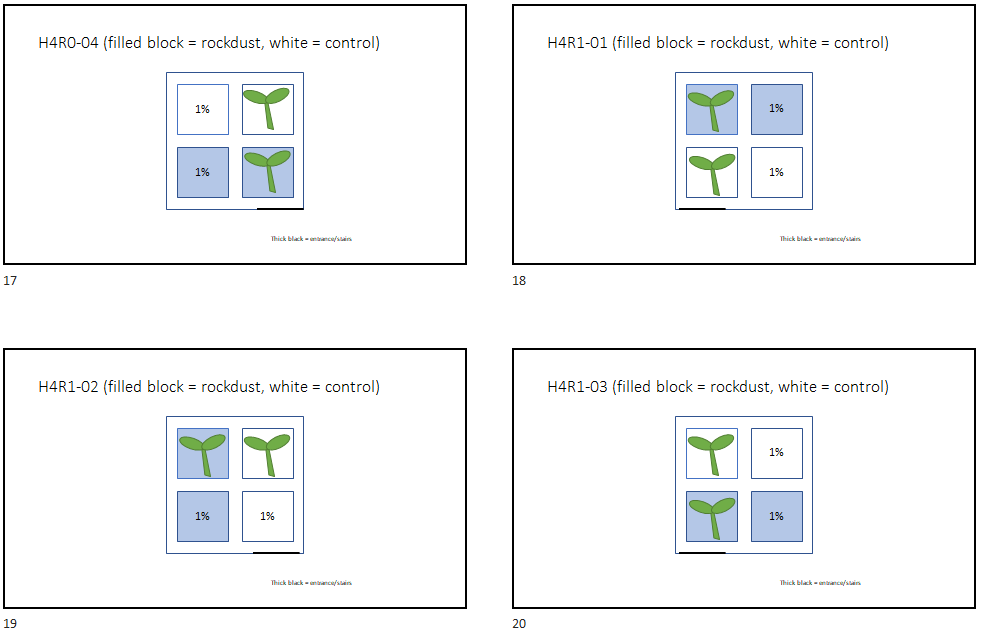 H4R0-04 (filled block = rockdust, white = control)
1%
1%
Thick black = entrance/stairs
17
H4R1-01 (filled block = rockdust, white = control)
1%
1%
Thick black = entrance/stairs
18
H4R1-02 (filled block = rockdust, white = control)
1% 1%
Thick black = entrance/stairs
19
H4R1-03 (filled block = rockdust, white = control)
1%
1%
Thick black = entrance/stairs
20